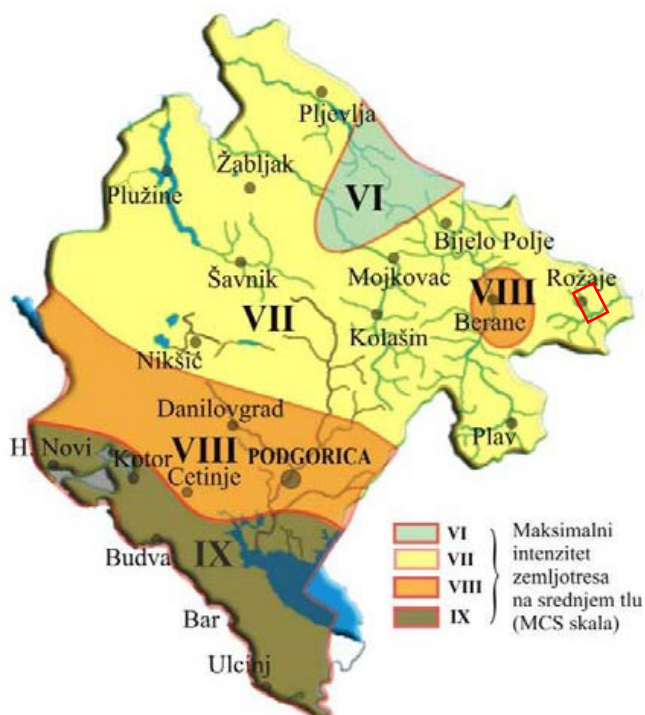 Pljevlja
Žabljak
Plužine
VI
Bijelo Polje
Šavnik
Mojkovac
Rožaje
VIII
VII
Berane
Kolašin
Nikšić
Danilovgrad
Plav
H. Novi
VIII
PODGORICA
Kotor
Cetinje
IX
Budva
Bar
Ulcinj
VI
VII
VIII
IX
Maksimalni
intenzitet
zemljotresa
na srednjem tlu
(MCS skala)